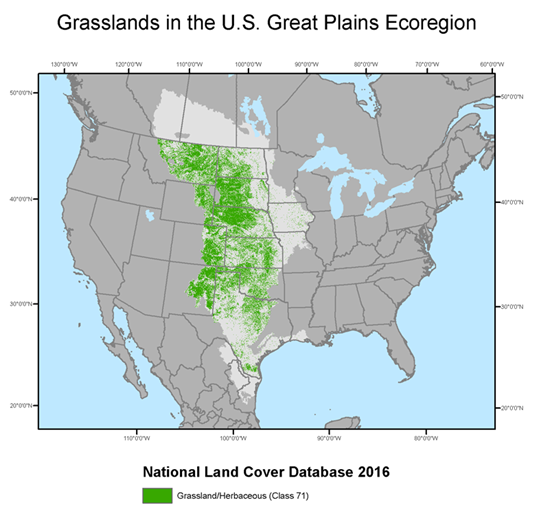 Grasslands in the U.S. Great Plains Ecoregion
130°0'0"W 120°0'0"W 110°0'0"W 100°0'0"W 90°0'0"W 80°0'0"W 70°0'0"W 60°0'0"W
50°0'0"N 50°0'0"N
40°0'0"N 40°0'0"N
30°0'0"N 30°0'0"N
20°0'0"N 20°0'0"N
110°0'0"W 100°0'0"W 90°0'0"W 80°0'0"W
National Land Cover Database 2016
Grassland/Herbaceous (Class 71)